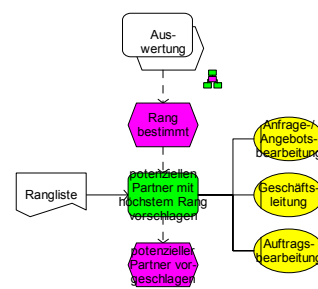 Aus-
wertung
Rang
bestimmt
Rangliste
potenziellen
Partner mit
höchstem Rang
vorschlagen
Anfrage-/
Angebots-
bearbeitung
Geschäfts-
leitung
Auftrags-
bearbeitung
potenzieller
Partner vor-
geschlagen